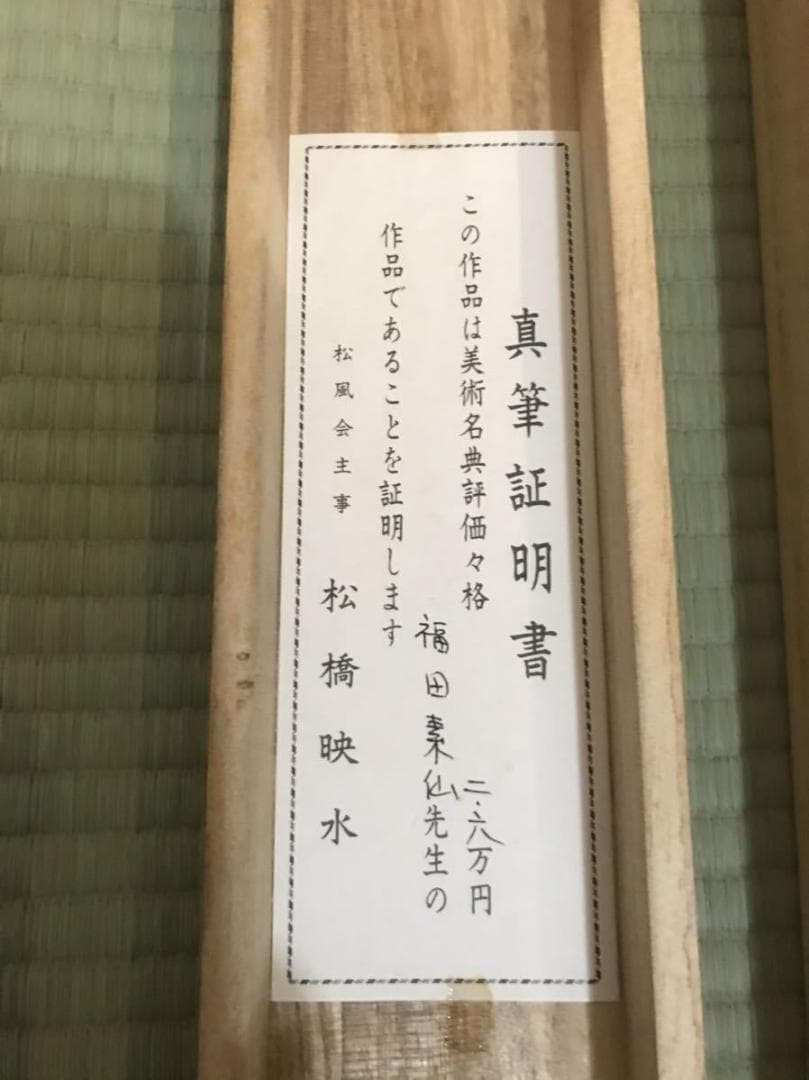 真筆証明書
この作品は美術名典評価々格 二.六万円
福田素仙先生の
作品であることを証明します
松風会主事 松橋映水